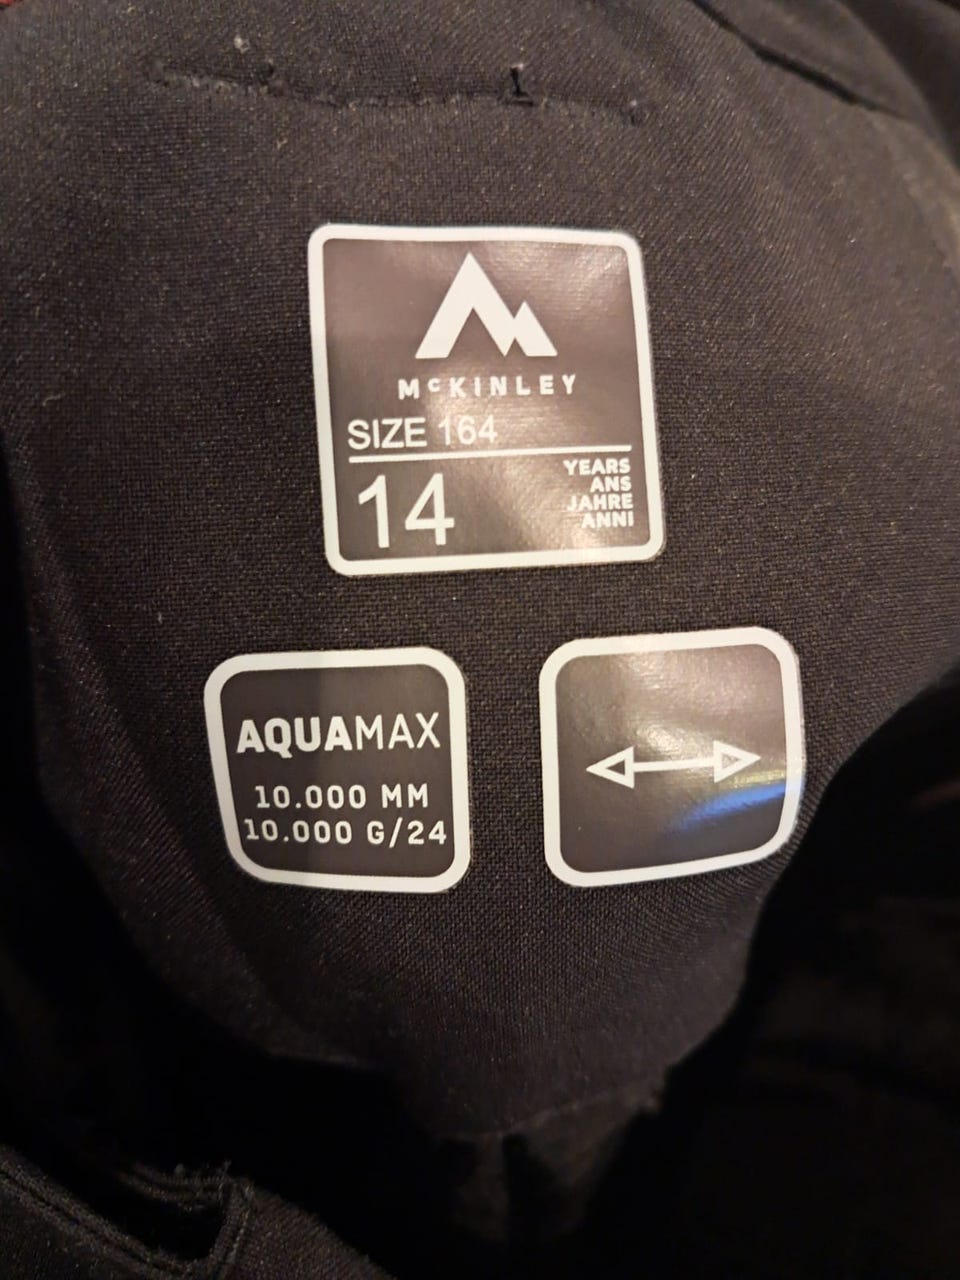 McKINLEY
SIZE 164
14
YEARS
ANS
JAHRE
ANNI
AQUAMAX
10.000 MM
10.000 G/24